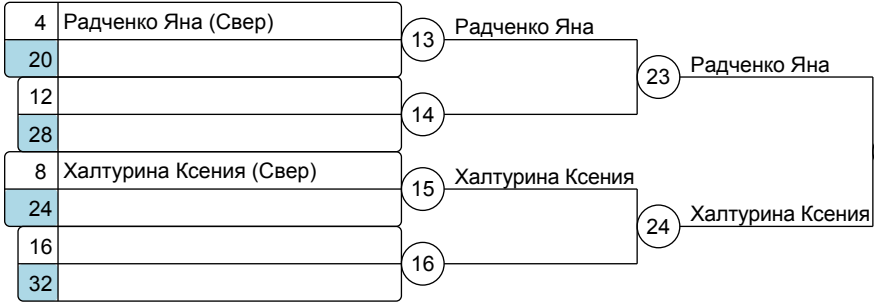 4 Радченко Яна (Свер)
20
13 Радченко Яна
23 Радченко Яна
12
28
14
8 Халтурина Ксения (Свер)
24
15 Халтурина Ксения
24 Халтурина Ксения
16
32
16